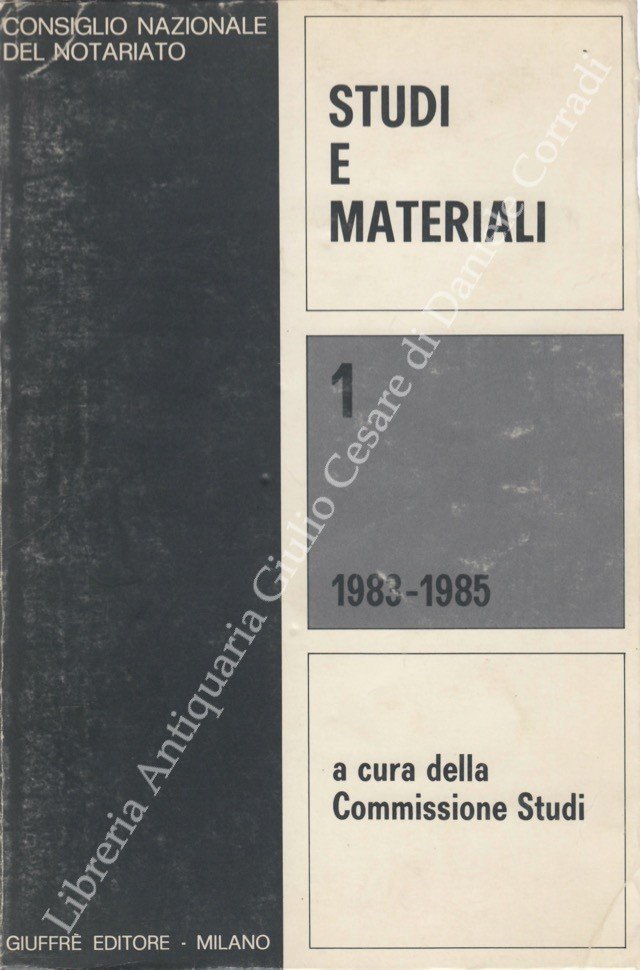 CONSIGLIO NAZIONALE
DEL NOTARIATO
STUDI
E
MATERIALI
1
1983-1985
a cura della
Commissione Studi
GIUFFRÈ EDITORE - MILANO
Libreria Antiquaria Giulio Cesare di Daniele Corradi